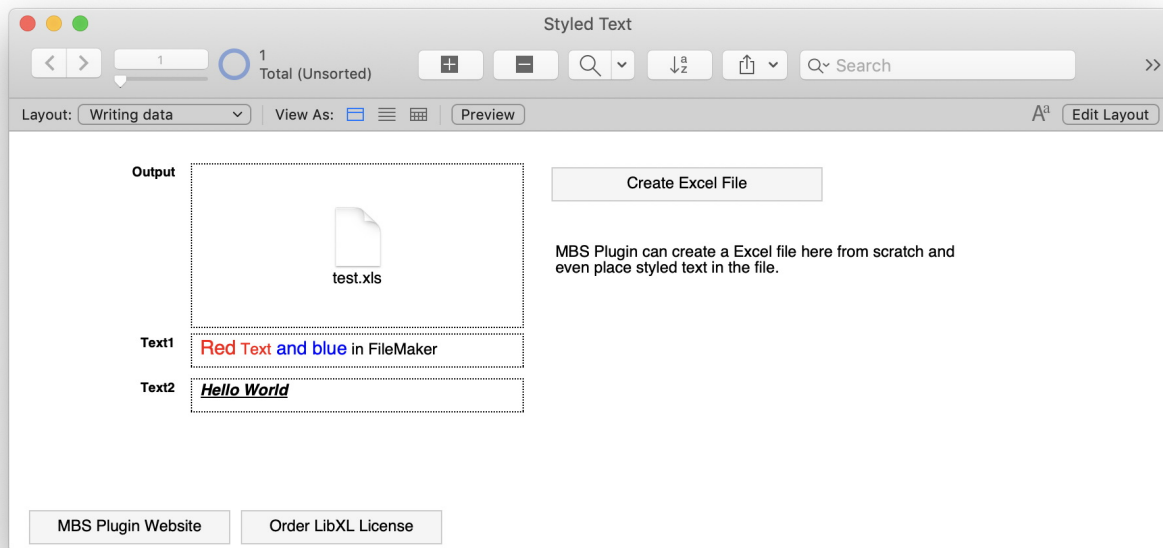 Styled Text
1
1
Total (Unsorted)
Search
Layout: Writing data
View As:
Preview
Aa
Edit Layout
Output
Create Excel File
test.xls
MBS Plugin can create a Excel file here from scratch and
even place styled text in the file.
Text1
Red Text and blue in FileMaker
Text2
Hello World
MBS Plugin Website
Order LibXL License